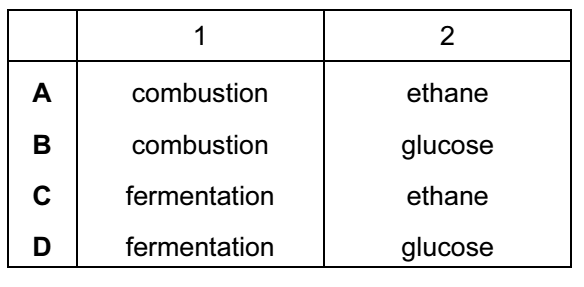 1 2
A combustion ethane
B combustion glucose
C fermentation ethane
D fermentation glucose